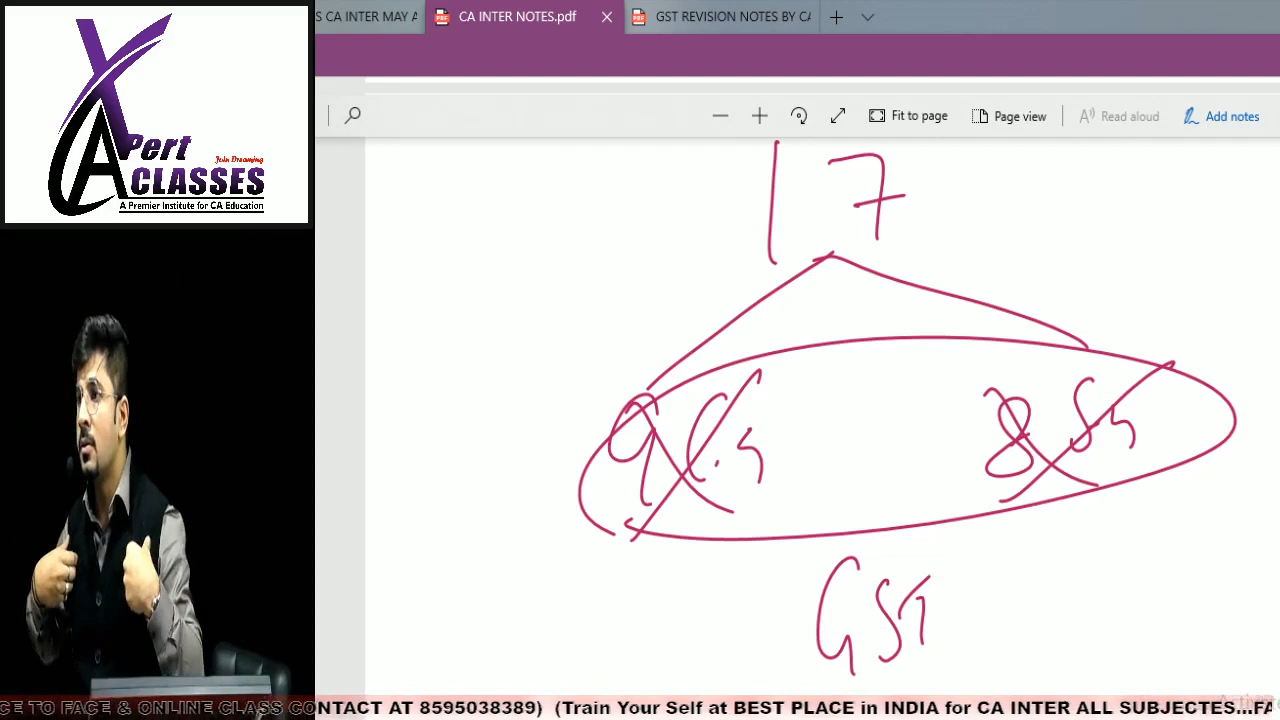 S CA INTER MAY A
CA INTER NOTES.pdf
GST REVISION NOTES BY CA
XPert
Join Dreaming
CA CLASSES
A Premier Institute for CA Education
Fit to page
Page view
Read aloud
Add notes
17
9 C.G
8 SG
GST
CE TO FACE & ONLINE CLASS CONTACT AT 8595038389) (Train Your Self at BEST PLACE in INDIA for CA INTER ALL SUBJECTES...FA